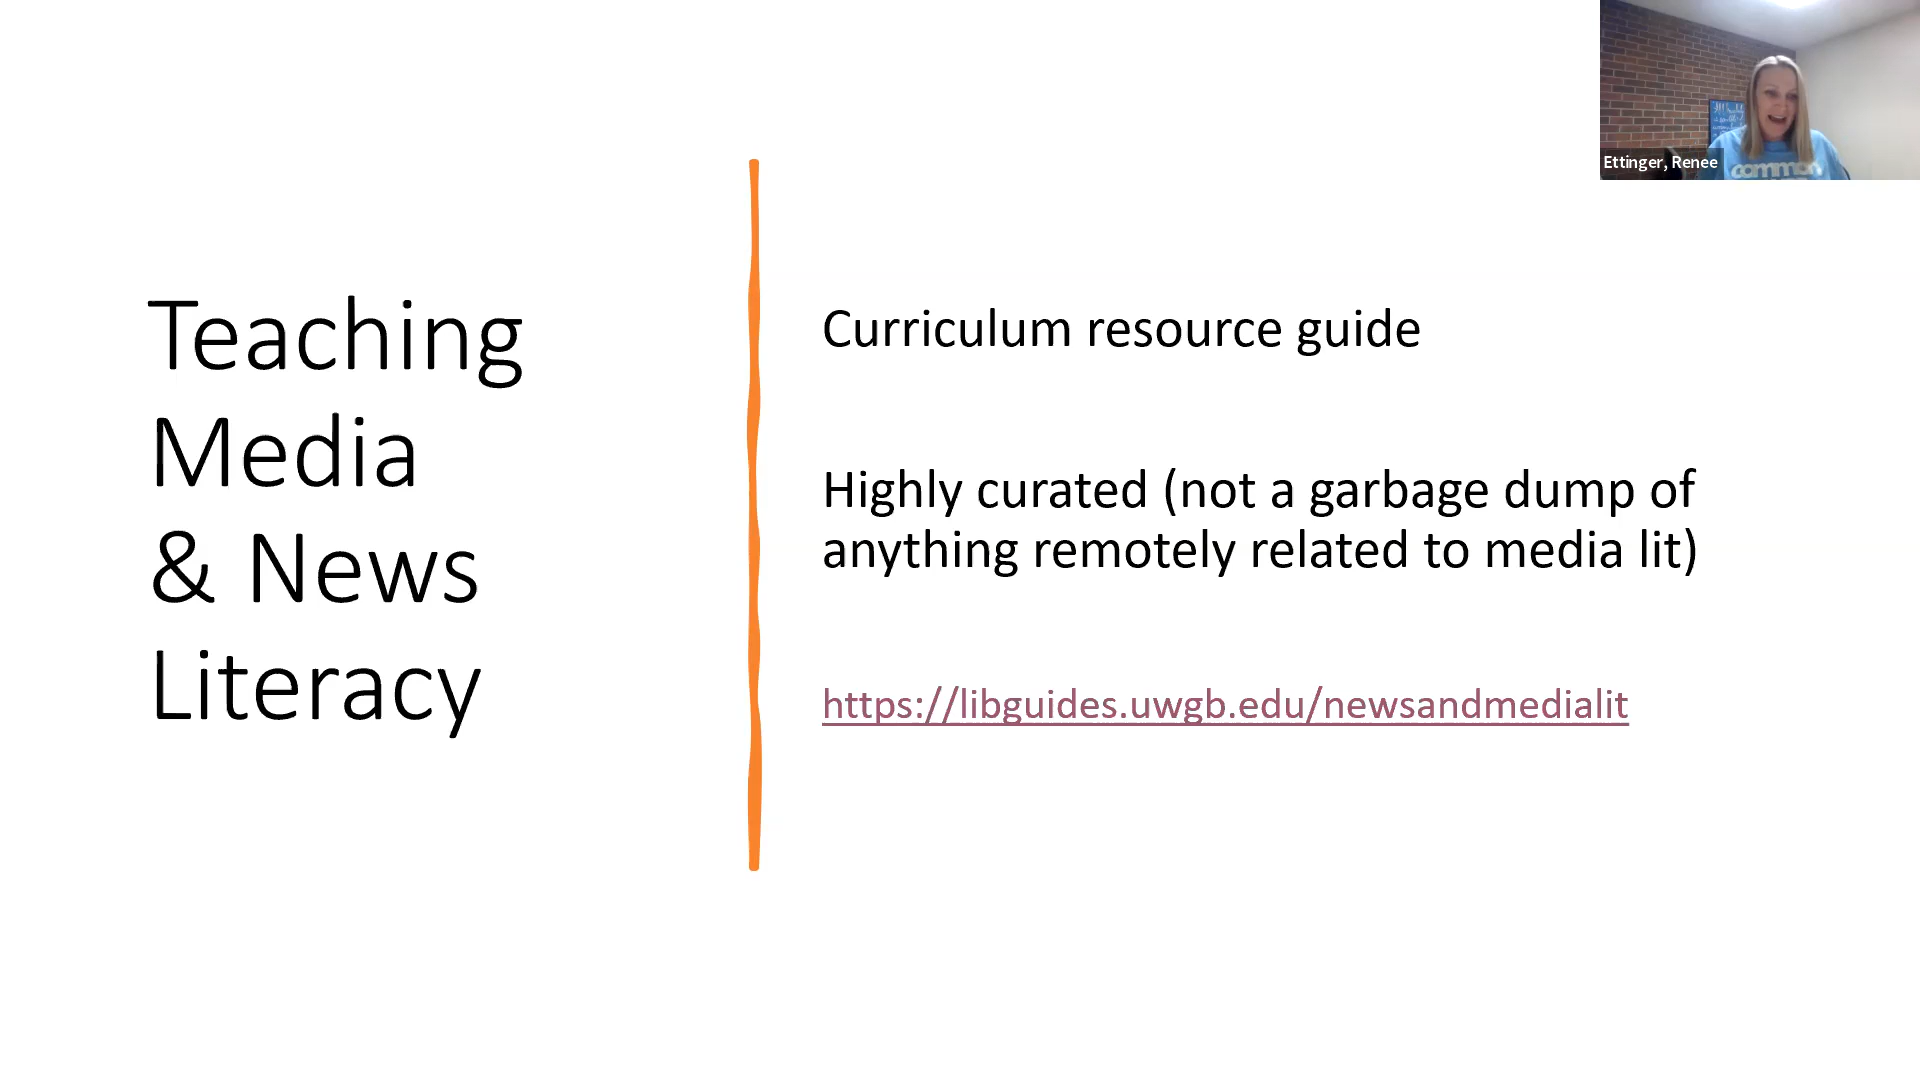 Teaching
Media
& News
Literacy
Curriculum resource guide
Highly curated (not a garbage dump of
anything remotely related to media lit)
https://libguides.uwgb.edu/newsandmedialit
Ettinger, Renee
common